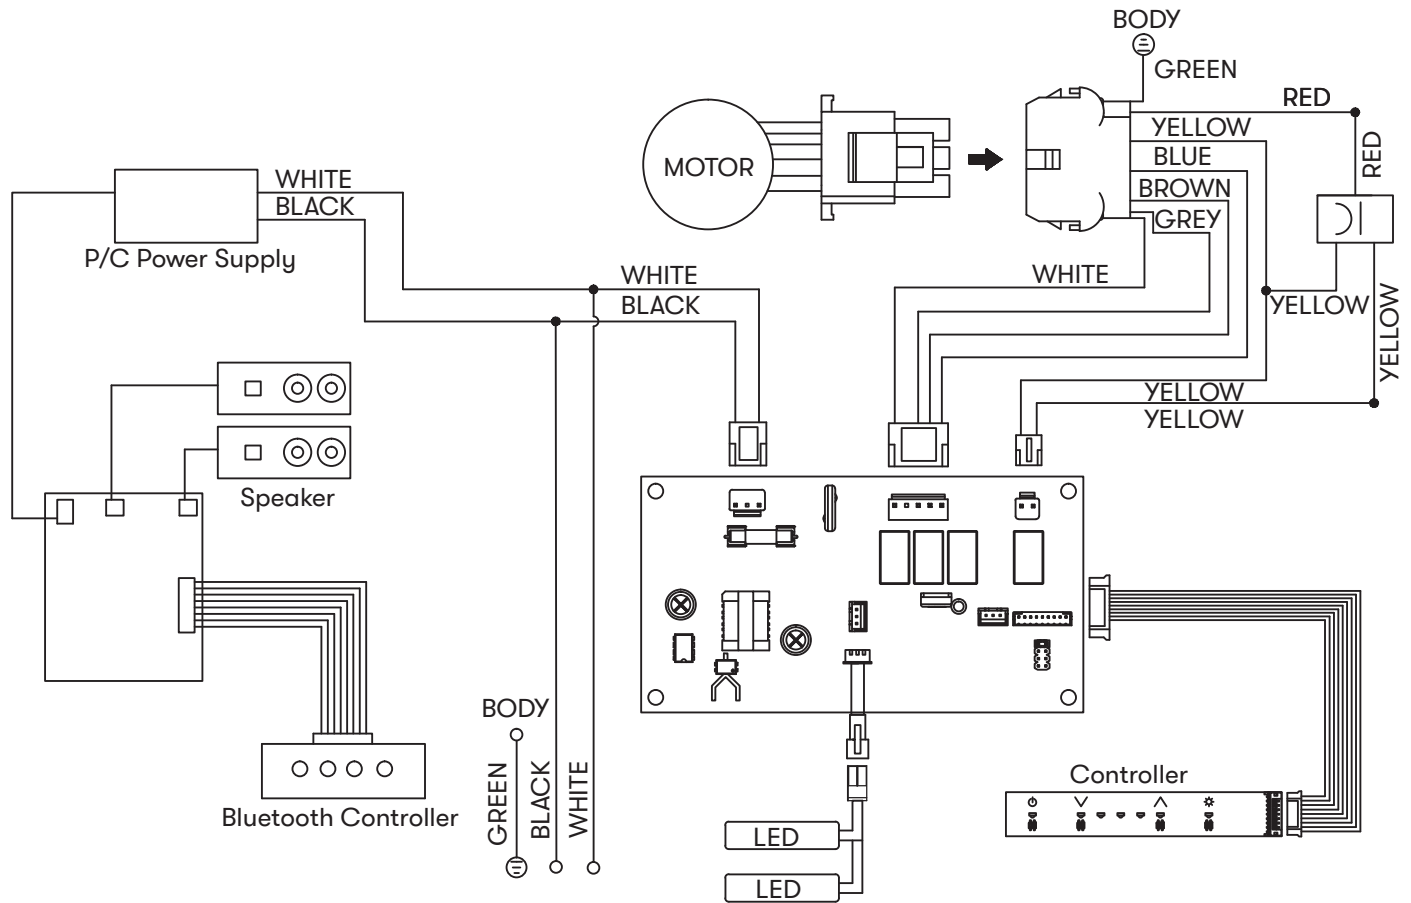 BODY
GREEN
RED
YELLOW
RED
BLUE
MOTOR
BROWN
WHITE
GREY
BLACK
P/C Power Supply
WHITE
WHITE
BLACK
YELLOW
YELLOW
YELLOW
YELLOW
Speaker
BODY
GREEN
BLACK
WHITE
Controller
Bluetooth Controller
LED
LED